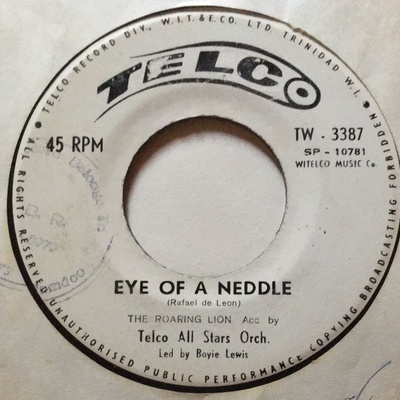 TELCO RECORD DIV., W.I.T.& E.CO. LTD. TRINIDAD W.I.
TELCO
45 RPM
TW - 3387
SP - 10781
WITELCO MUSIC Co.
EYE OF A NEDDLE
(Rafael de Leon)
THE ROARING LION Acc. by
Telco All Stars Orch.
Led by Boyie Lewis
ALL RIGHTS RESERVED UNAUTHORISED PUBLIC PERFORMANCE COPYING BROADCASTING FORBIDDEN